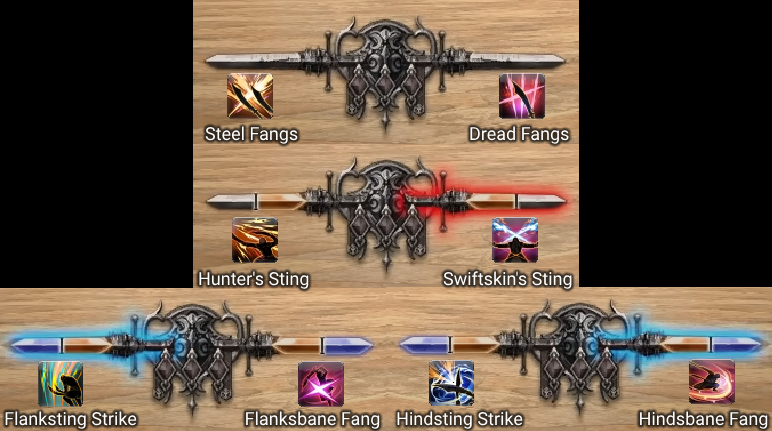 Steel Fangs
Dread Fangs
Hunter's Sting
Swiftskin's Sting
Flanksting Strike
Flanksbane Fang
Hindsting Strike
Hindsbane Fang